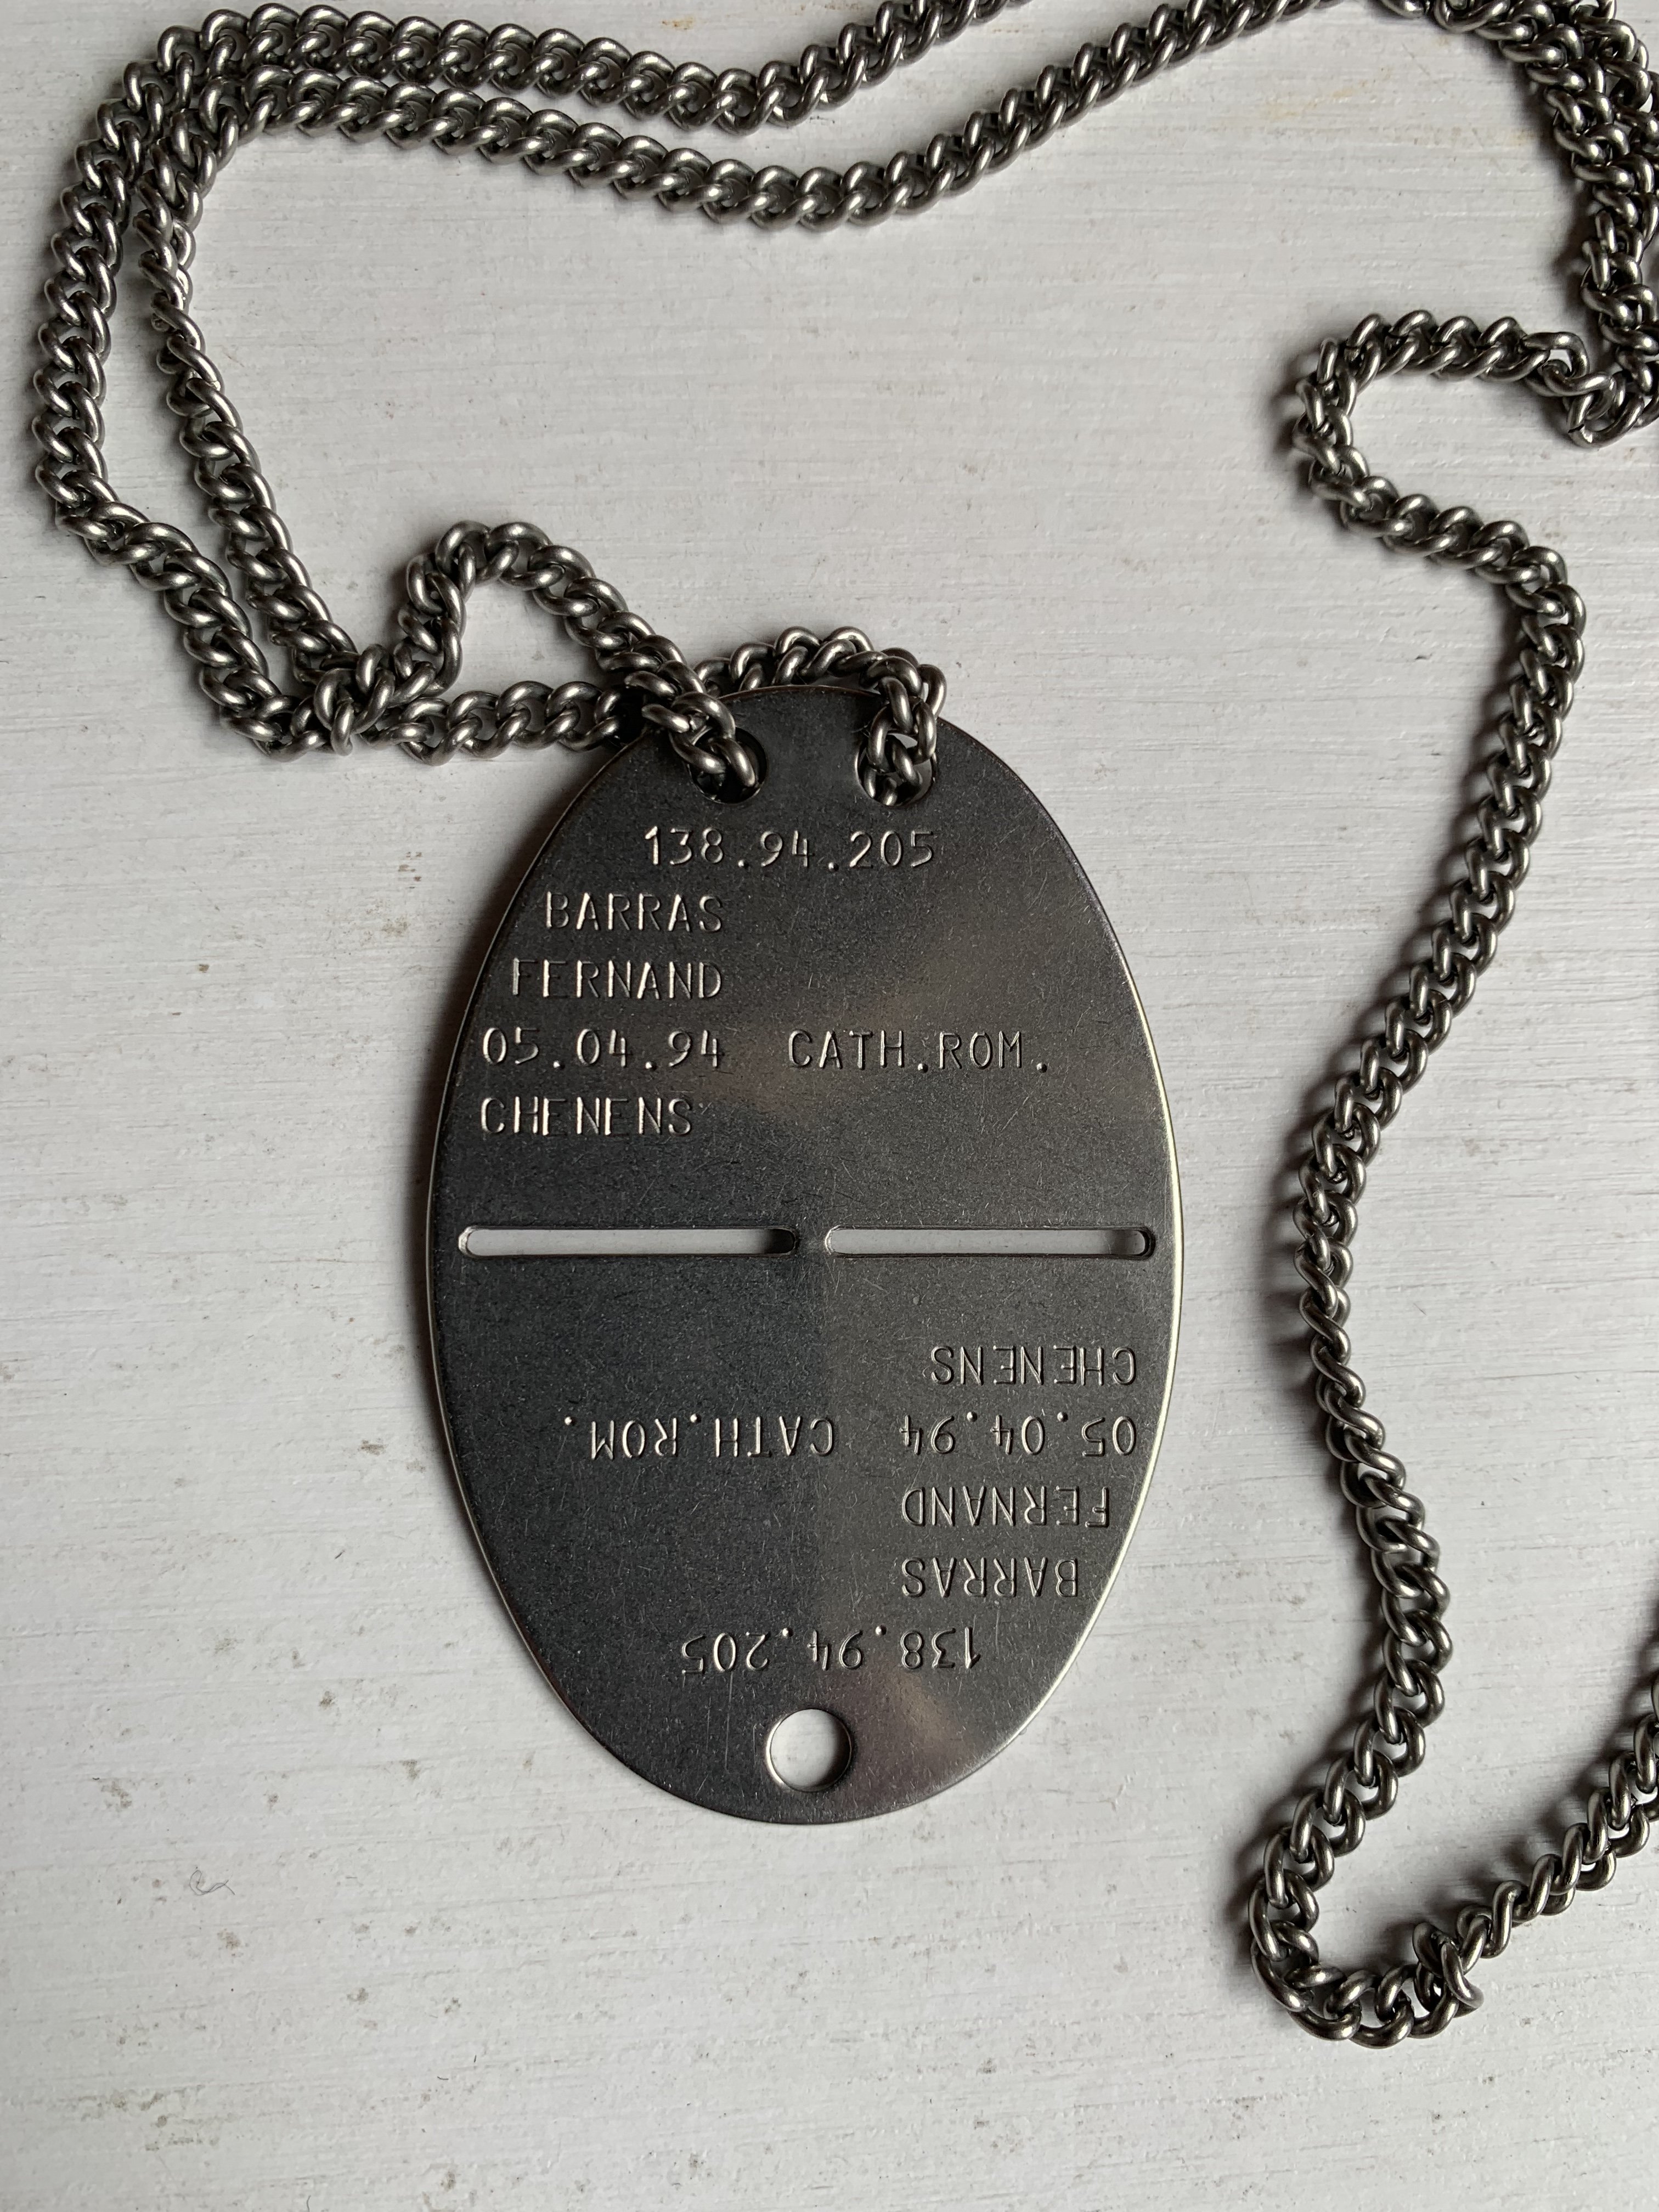 138.94.205
BARRAS
FERNAND
05.04.94 CATH.ROM.
CHENENS
138.94.205
BARRAS
FERNAND
05.04.94 CATH.ROM.
CHENENS